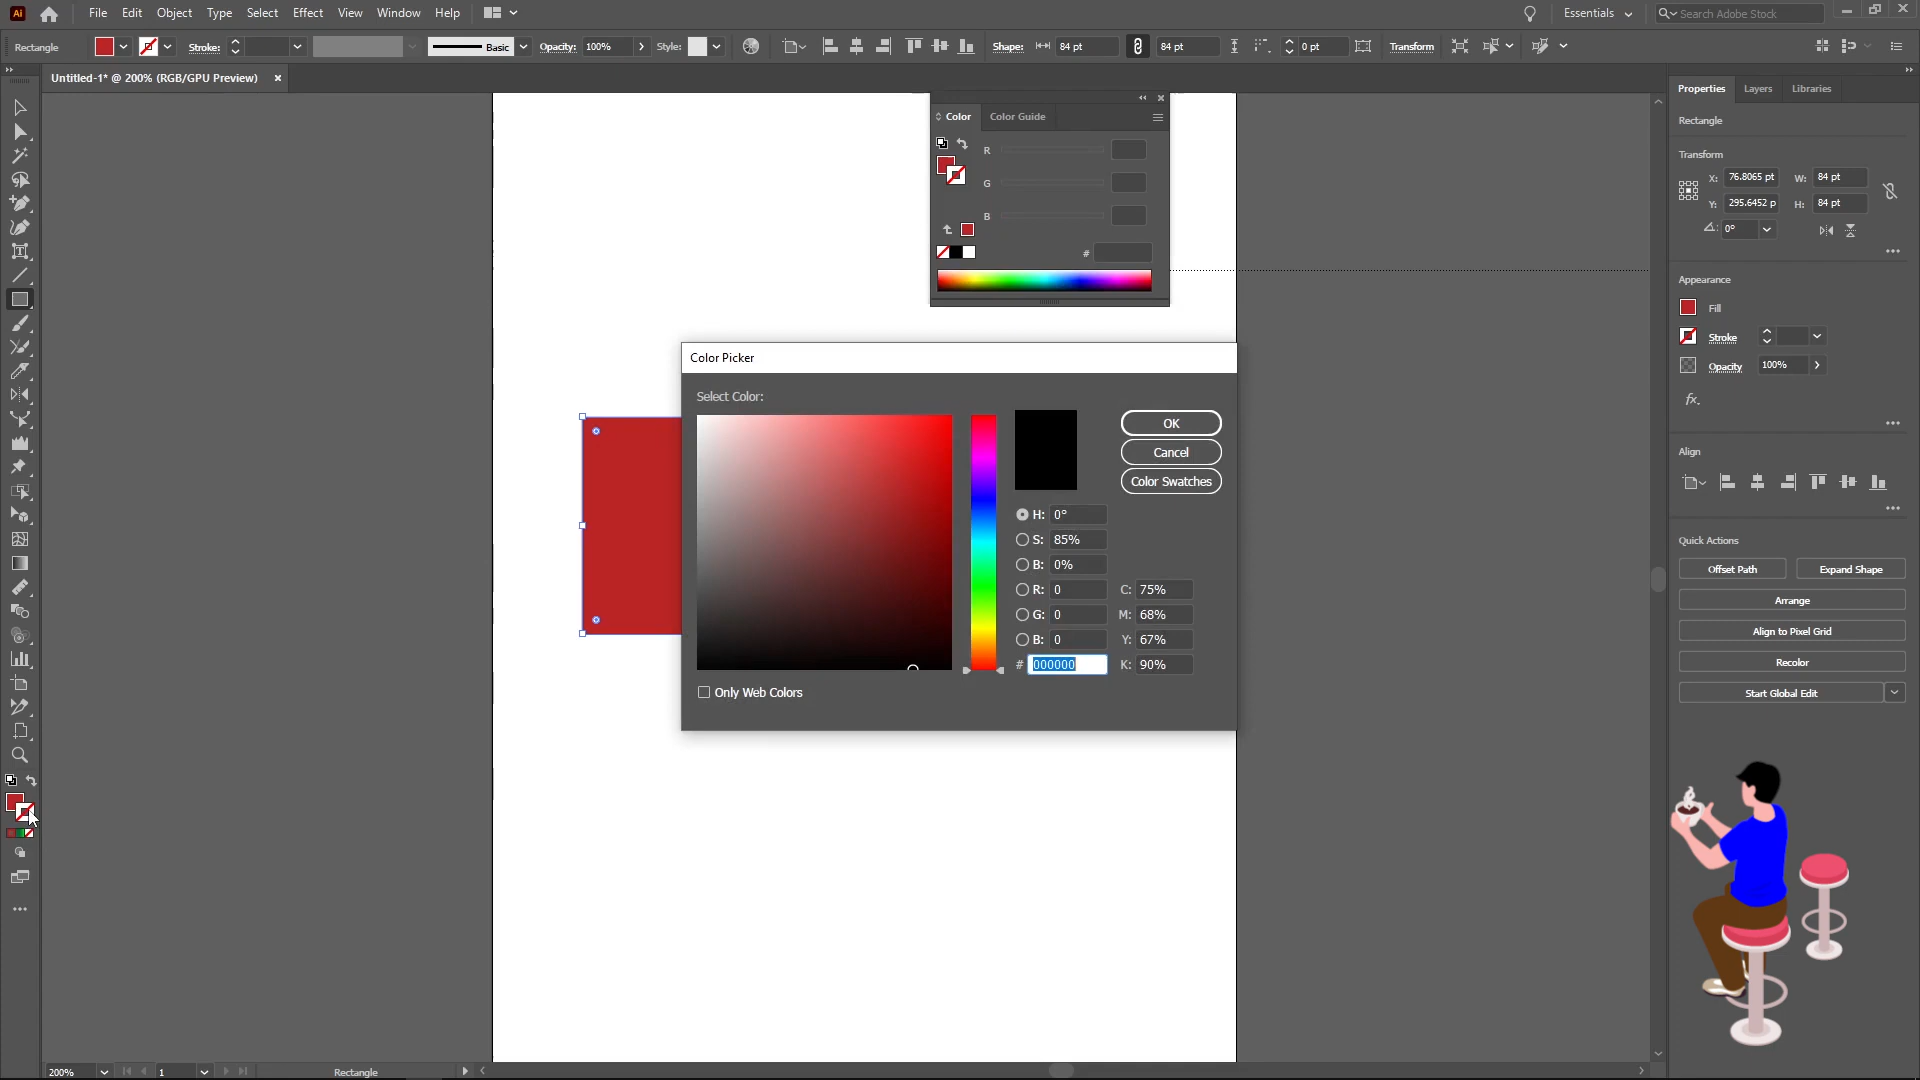 Ai File Edit Object Type Select Effect View Window Help Essentials Search Adobe Stock
Rectangle Stroke: Basic Opacity: 100% Style: Shape: 84 pt 84 pt 0 pt Transform
Untitled-1* @ 200% (RGB/GPU Preview)
Properties Layers Libraries
Rectangle
Transform
X: 76.8065 pt W: 84 pt
Y: 295.6452 p H: 84 pt
0°
Appearance
Fill
Stroke
Opacity 100%
fx.
Align
Quick Actions
Offset Path Expand Shape
Arrange
Align to Pixel Grid
Recolor
Start Global Edit
Color Color Guide
R
G
B
#
Color Picker
Select Color:
OK
Cancel
Color Swatches
H: 0°
S: 85%
B: 0%
R: 0 C: 75%
G: 0 M: 68%
B: 0 Y: 67%
# 000000 K: 90%
Only Web Colors
200% 1 Rectangle